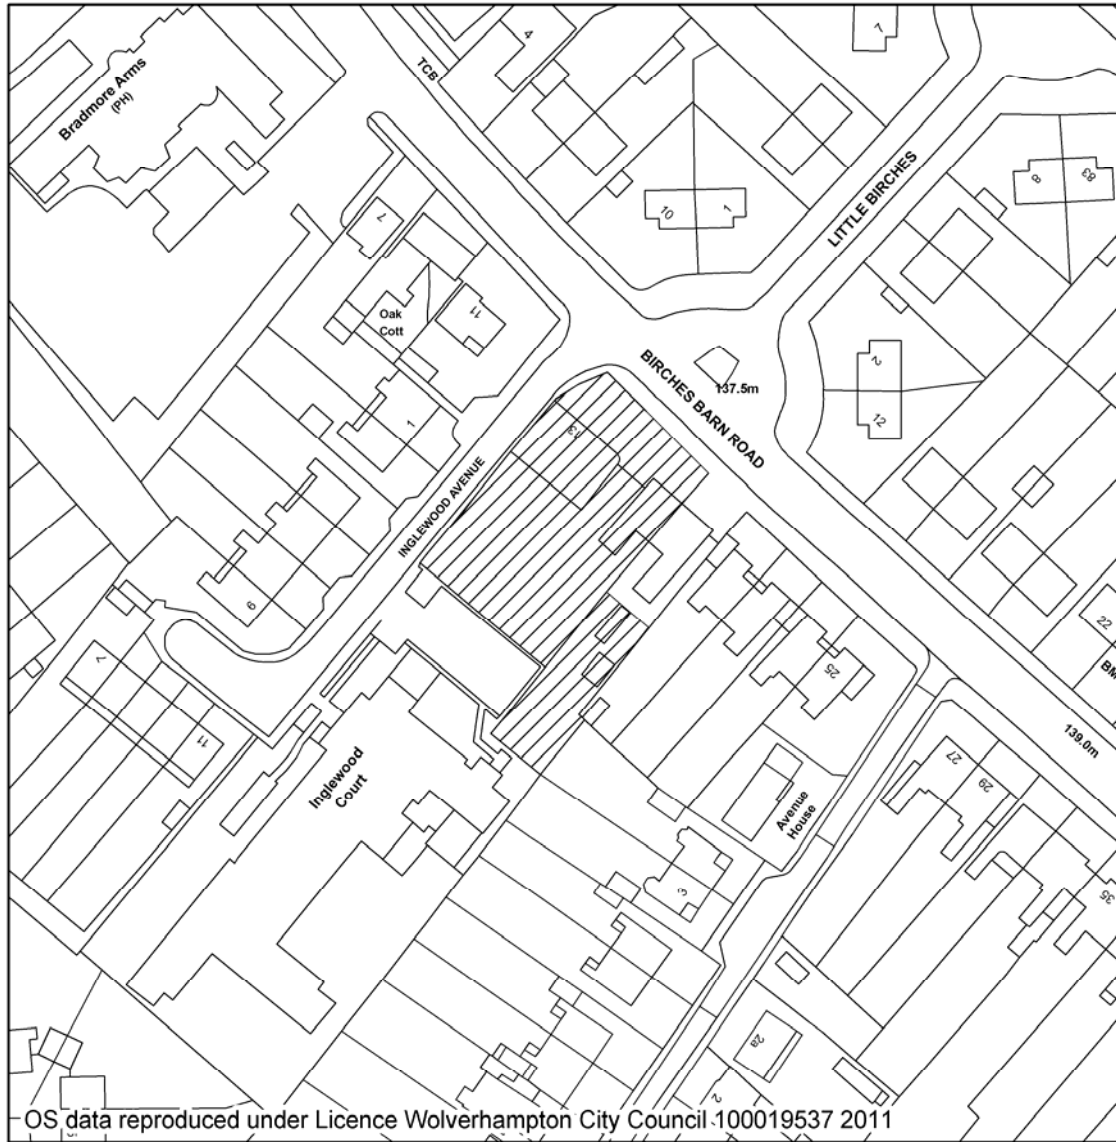 4
7
TCB
Bradmore Arms
(PH)
8
83
10
1
LITTLE BIRCHES
7
11
Oak
Cott
BIRCHES BARN ROAD
137.5m
2
12
1
13
INGLEWOOD AVENUE
9
22
BM
7
11
25
139.0m
Inglewood
Court
27
29
Avenue
House
3
35
2a
OS data reproduced under Licence Wolverhampton City Council 100019537 2011